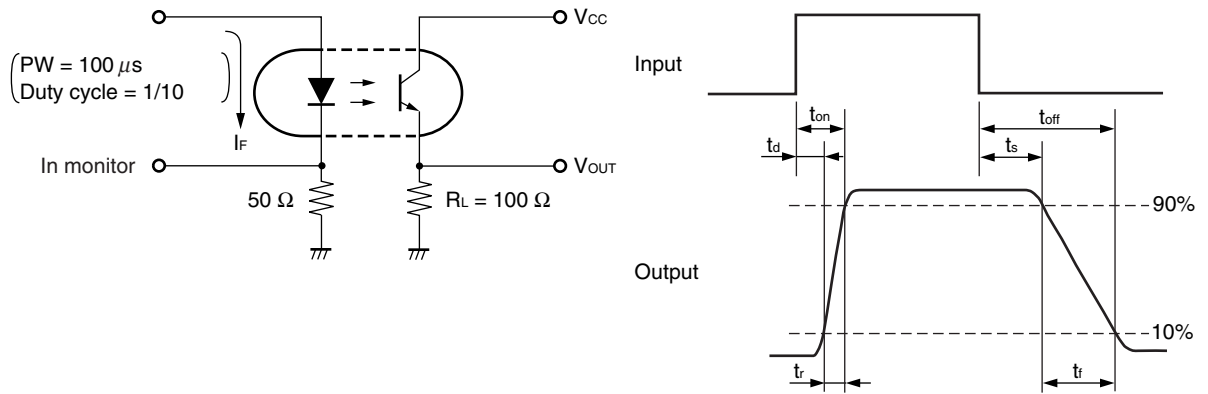 VCC
PW = 100 μs
Duty cycle = 1/10
IF
In monitor
VOUT
50 Ω
RL = 100 Ω
Input
ton
toff
td
ts
90%
Output
10%
tr
tf